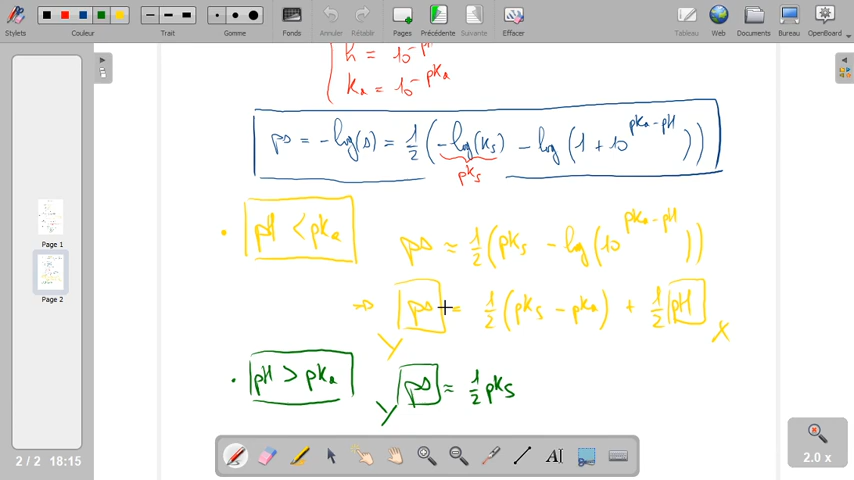 Stylets Couleur Trait Gomme Fonds Annuler Rétablir Pages Précédente Suivante Effacer Tableau Web Documents Bureau OpenBoard
h = 10^-pH
Ka = 10^-pKa
ps = -log(s) = 1/2 (-log(Ks) - log (1 + 10^pKa-pH))
pKs
• pH < pKa ps ≈ 1/2 (pKs - log(10^pKa-pH))
→ ps = 1/2 (pKs - pKa) + 1/2 pH
Y X
• pH > pKa ps ≈ 1/2 pKs
Y
Page 1
Page 2
2 / 2 18:15
AI
2.0 x